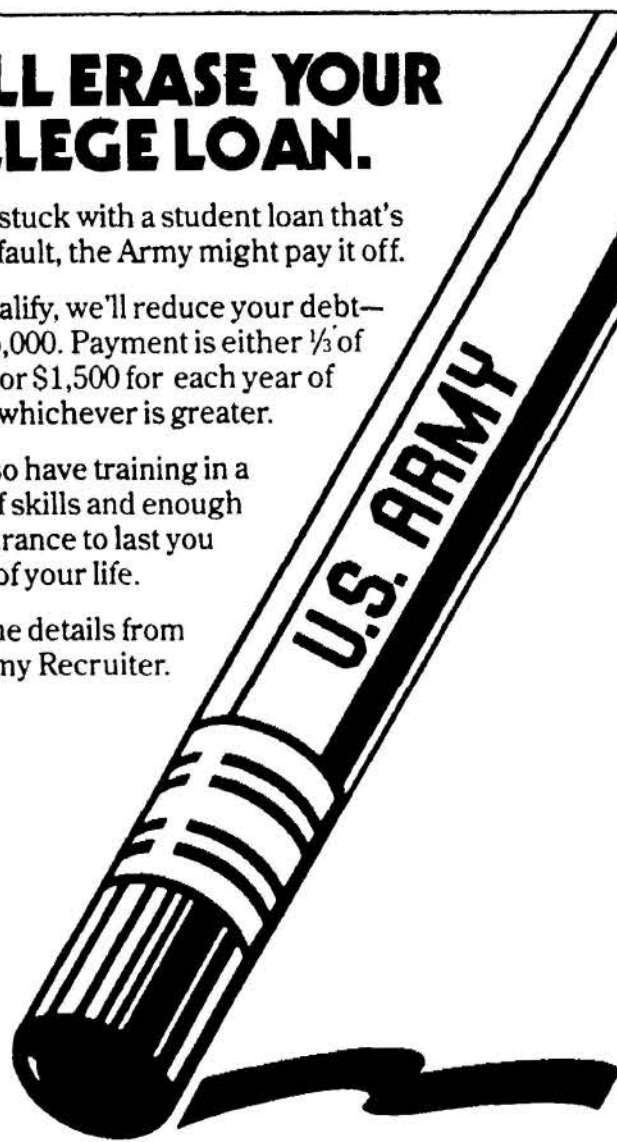 LL ERASE YOUR
LLEGE LOAN.
stuck with a student loan that's
fault, the Army might pay it off.
alify, we'll reduce your debt—
,000. Payment is either ⅓ of
or $1,500 for each year of
whichever is greater.
so have training in a
f skills and enough
rance to last you
of your life.
ne details from
my Recruiter.
U.S. ARMY